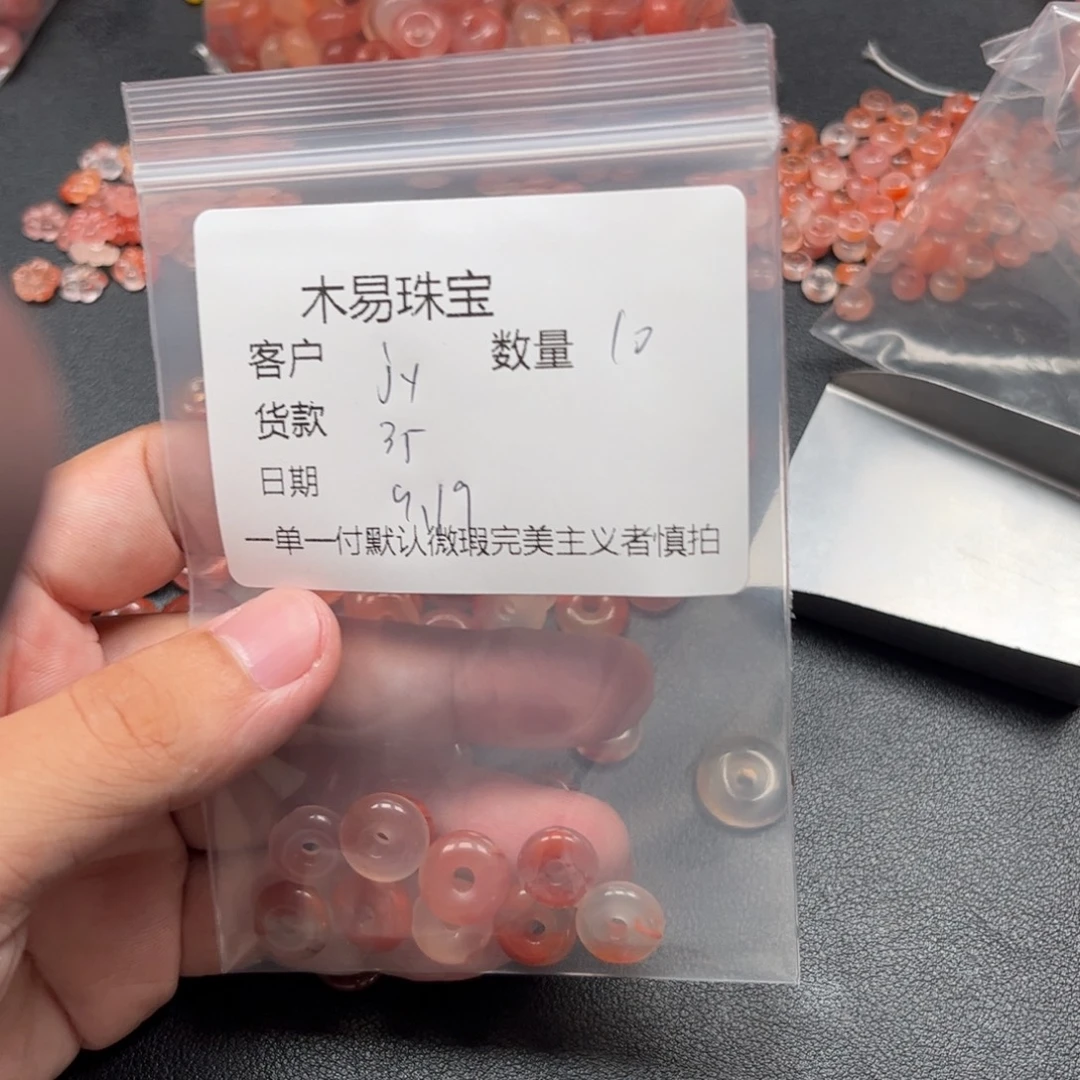 木易珠宝
客户 jy 数量 10
货款 35
日期 9/19
一单一付默认微瑕完美主义者慎拍